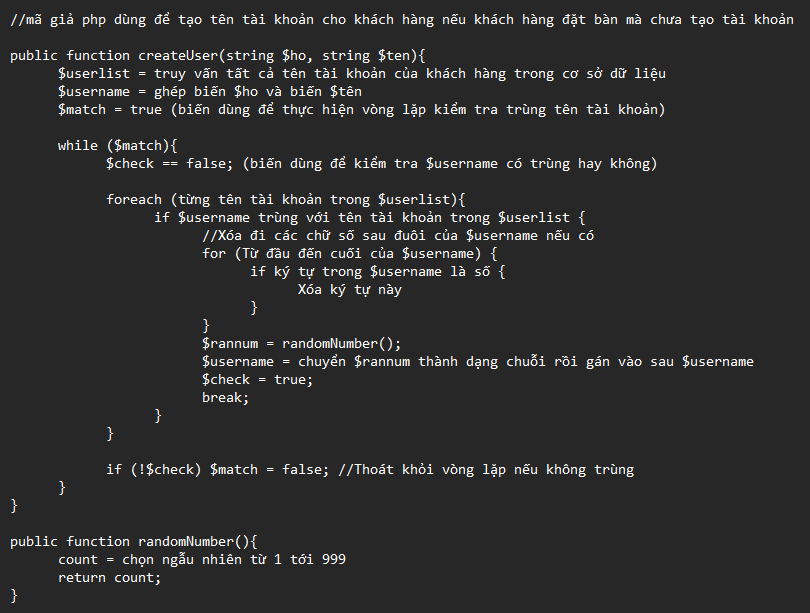 //mã giả php dùng để tạo tên tài khoản cho khách hàng nếu khách hàng đặt bàn mà chưa tạo tài khoản
public function createUser(string $ho, string $ten){
$userlist = truy vấn tất cả tên tài khoản của khách hàng trong cơ sở dữ liệu
$username = ghép biến $ho và biến $tên
$match = true (biến dùng để thực hiện vòng lặp kiểm tra trùng tên tài khoản)
while ($match){
$check == false; (biến dùng để kiểm tra $username có trùng hay không)
foreach (từng tên tài khoản trong $userlist){
if $username trùng với tên tài khoản trong $userlist {
//Xóa đi các chữ số sau đuôi của $username nếu có
for (Từ đầu đến cuối của $username) {
if ký tự trong $username là số {
Xóa ký tự này
}
}
$rannum = randomNumber();
$username = chuyển $rannum thành dạng chuỗi rồi gán vào sau $username
$check = true;
break;
}
}
if (!$check) $match = false; //Thoát khỏi vòng lặp nếu không trùng
}
}
public function randomNumber(){
count = chọn ngẫu nhiên từ 1 tới 999
return count;
}